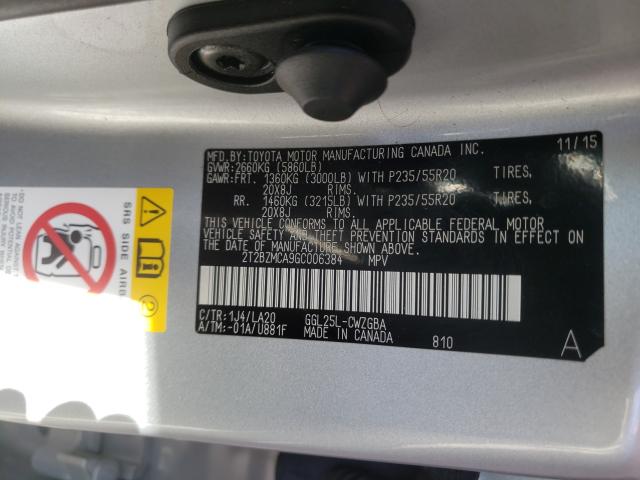 MFD.BY:TOYOTA MOTOR MANUFACTURING CANADA INC. 11/15
GVWR:2660KG (5860LB)
GAWR:FRT. 1360KG (3000LB) WITH P235/55R20 TIRES,
20X8J RIMS.
RR. 1460KG (3215LB) WITH P235/55R20 TIRES,
20X8J RIMS.
THIS VEHICLE CONFORMS TO ALL APPLICABLE FEDERAL MOTOR
VEHICLE SAFETY AND THEFT PREVENTION STANDARDS IN EFFECT ON
THE DATE OF MANUFACTURE SHOWN ABOVE.
2T2BZMCA9GC006384 MPV
C/TR:1J4/LA20 GGL25L-CWZGBA
A/TM:-01A/U881F MADE IN CANADA 810 A
SRS SIDE AIRBAG
TO AVOID
POTENTIAL